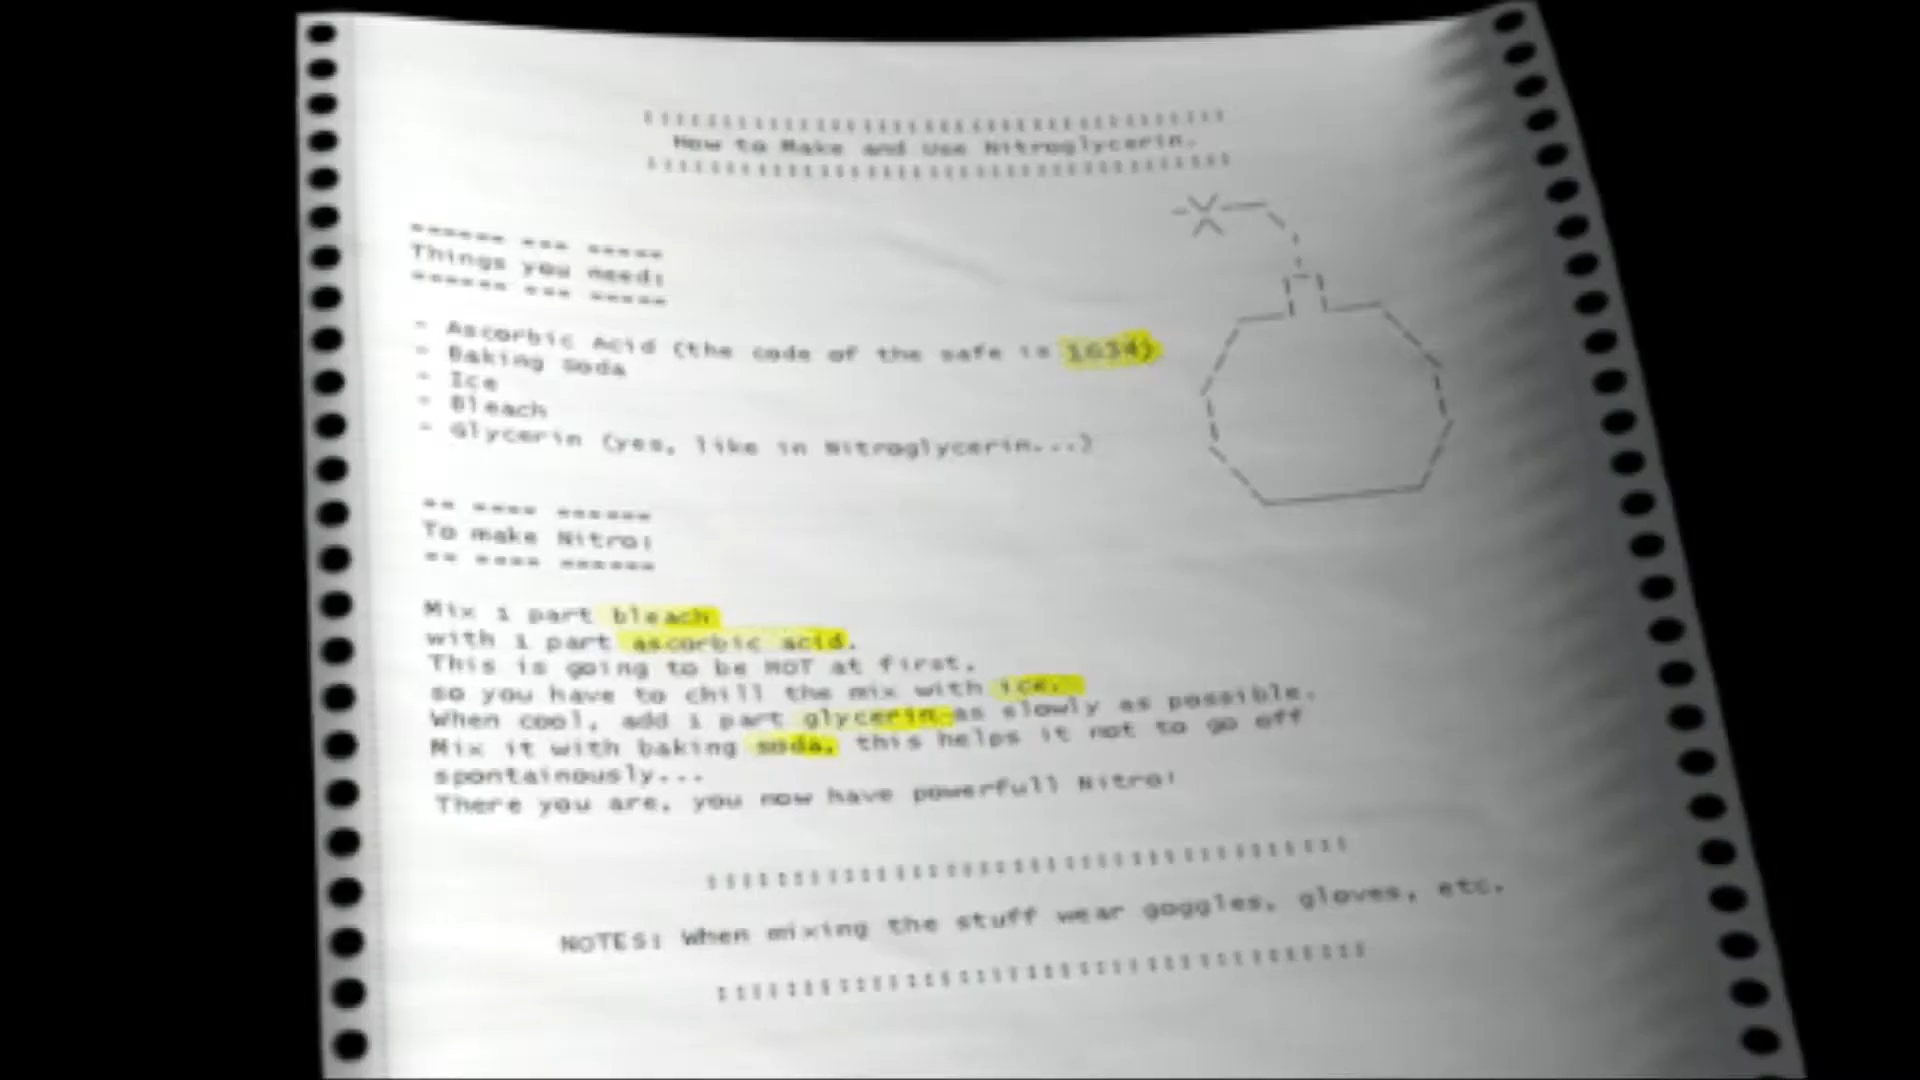 How to Make and Use Nitroglycerin.
Things you need:
- Ascorbic Acid (the code of the safe is 1634)
- Baking Soda
- Ice
- Bleach
- Glycerin (yes, like in Nitroglycerin...)
To make Nitro:
Mix 1 part bleach
with 1 part ascorbic acid.
This is going to be HOT at first,
so you have to chill the mix with ice.
When cool, add 1 part glycerin as slowly as possible.
Mix it with baking soda, this helps it not to go off
spontainously...
There you are, you now have powerfull Nitro!
NOTES: When mixing the stuff wear goggles, gloves, etc.